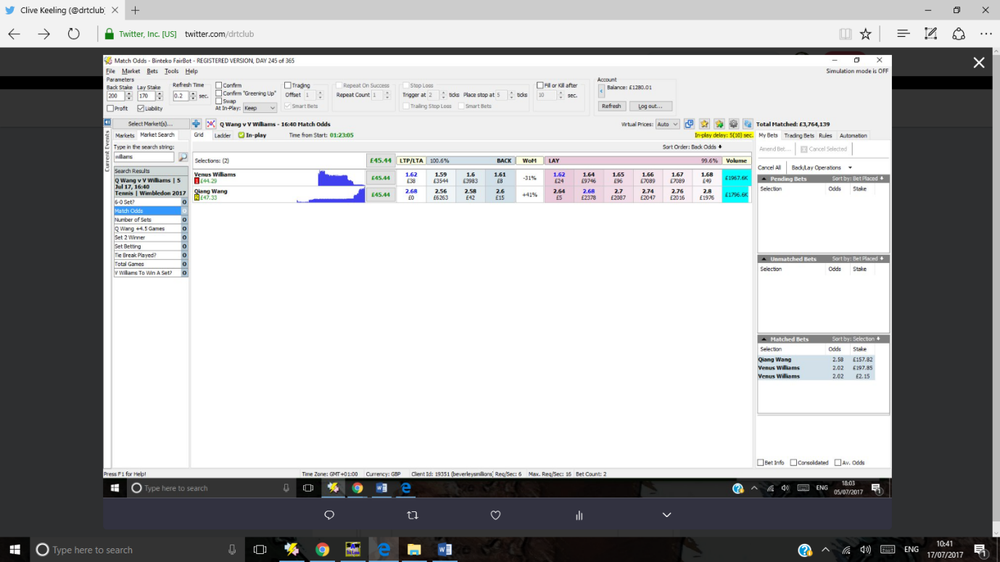 Clive Keeling (@drtclub)
Twitter, Inc. [US] twitter.com/drtclub
Match Odds - Binteko FairBot - REGISTERED VERSION, DAY 245 of 365
File Market Bets Tools Help
Simulation mode is OFF
Parameters
Back Stake Lay Stake Refresh Time
200 170 0.2 sec.
Profit Liability
Confirm
Confirm "Greening Up"
Swap
At In-Play: Keep
Trading
Offset 1
Smart Bets
Repeat On Success
Repeat Count 1
Stop Loss
Trigger at 2 ticks Place stop at 5 ticks
Trailing Stop Loss Smart Bets
Fill or Kill after
10 sec.
Account
Balance: £1280.01
Refresh Log out...
Select Market(s)...
Q Wang v V Williams - 16:40 Match Odds
Virtual Prices: Auto
Total Matched: £3,764,139
Current Events
Markets Market Search
Type in the search string:
williams
Search Results
Q Wang v V Williams | 5
Jul 17, 16:40
Tennis | Wimbledon 2017
6-0 Set? 0
Match Odds 0
Number of Sets 0
Q Wang +4.5 Games 0
Set 2 Winner 0
Set Betting 0
Tie Break Played? 0
Total Games 0
V Williams To Win A Set? 0
Grid Ladder In-play Time from Start: 01:23:05
In-play delay: 5(10) sec.
Sort Order: Back Odds
Selections: (2) £45.44 LTP/LTA 100.6% BACK WoM LAY 99.6% Volume
Venus Williams £45.44 1.62 1.59 1.6 1.61 -31% 1.62 1.64 1.65 1.66 1.67 1.68 £1967.6K
1 £44.29 £38 £3544 £3983 £8 £24 £9746 £96 £7089 £7089 £49
Qiang Wang £45.44 2.68 2.56 2.58 2.6 +41% 2.64 2.68 2.7 2.74 2.76 2.8 £1796.6K
2 £47.33 £0 £6263 £42 £15 £5 £2378 £2087 £2047 £2016 £1976
My Bets Trading Bets Rules Automation
Amend Bet... Cancel Selected
Cancel All Back/Lay Operations
Pending Bets Sort by: Bet Placed
Selection Odds Stake
Unmatched Bets Sort by: Bet Placed
Selection Odds Stake
Matched Bets Sort by: Selection
Selection Odds Stake
Qiang Wang 2.58 £157.82
Venus Williams 2.02 £197.85
Venus Williams 2.02 £2.15
Bet Info Consolidated Av. Odds
Press F1 for Help!
Time Zone: GMT+01:00 Currency: GBP Client Id: 19351 (beverleysmilions) Req/Sec: 6 Max. Req/Sec: 16 Bet Count: 2
Type here to search
ENG
18:03
05/07/2017
Type here to search
ENG
10:41
17/07/2017